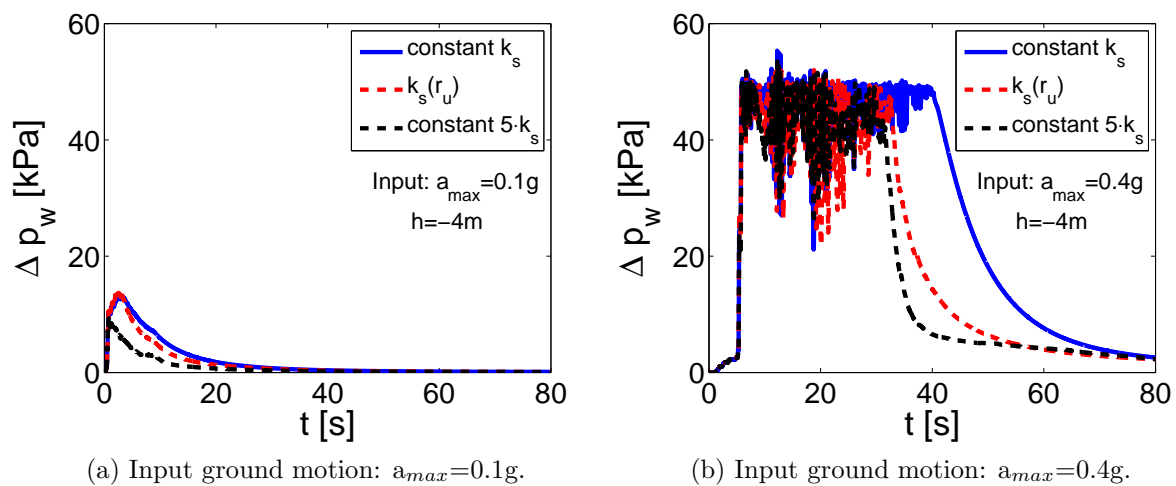 60
40
20
0
0 20 40 60 80
Δ p_w [kPa]
t [s]
constant k_s
k_s(r_u)
constant 5·k_s
Input: a_max=0.1g
h=−4m
(a) Input ground motion: a_max=0.1g.
60
40
20
0
0 20 40 60 80
Δ p_w [kPa]
t [s]
constant k_s
k_s(r_u)
constant 5·k_s
Input: a_max=0.4g
h=−4m
(b) Input ground motion: a_max=0.4g.